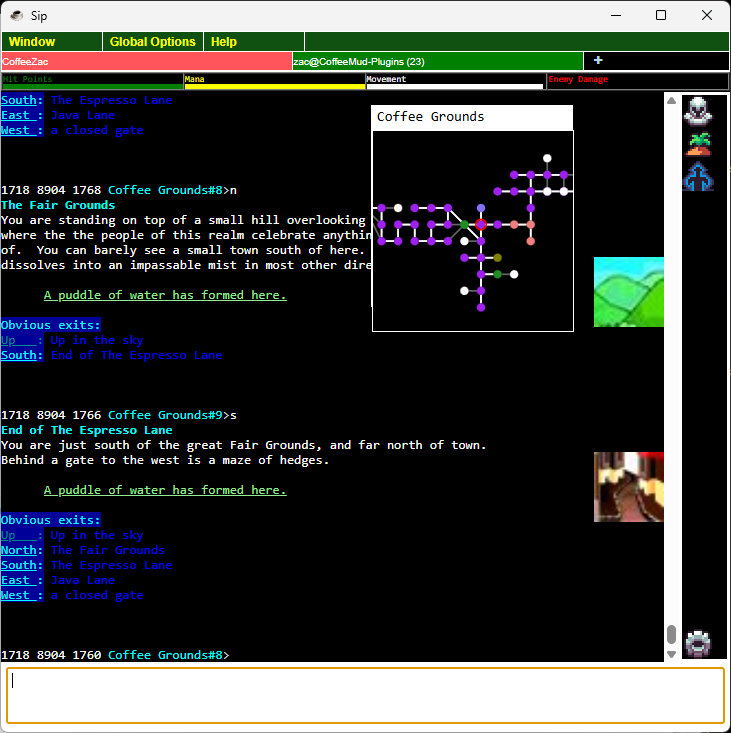 Sip
Window Global Options Help
CoffeeZac zac@CoffeeMud-Plugins (23) +
Hit Points Mana Movement Enemy Damage
South: The Espresso Lane
East : Java Lane
West : a closed gate
Coffee Grounds
1718 8904 1768 Coffee Grounds#8>n
The Fair Grounds
You are standing on top of a small hill overlooking
where the the people of this realm celebrate anythin
of.  You can barely see a small town south of here.
dissolves into an impassable mist in most other dire
A puddle of water has formed here.
Obvious exits:
Up   : Up in the sky
South: End of The Espresso Lane
1718 8904 1766 Coffee Grounds#9>s
End of The Espresso Lane
You are just south of the great Fair Grounds, and far north of town.
Behind a gate to the west is a maze of hedges.
A puddle of water has formed here.
Obvious exits:
Up   : Up in the sky
North: The Fair Grounds
South: The Espresso Lane
East : Java Lane
West : a closed gate
1718 8904 1760 Coffee Grounds#8>